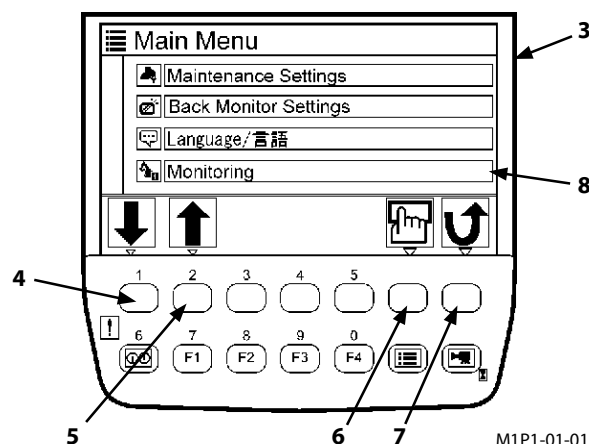 Main Menu
3
Maintenance Settings
Back Monitor Settings
Language/言語
Monitoring
8
1 2 3 4 5
4
6 7 8 9 0
F1 F2 F3 F4
5 6 7
M1P1-01-01